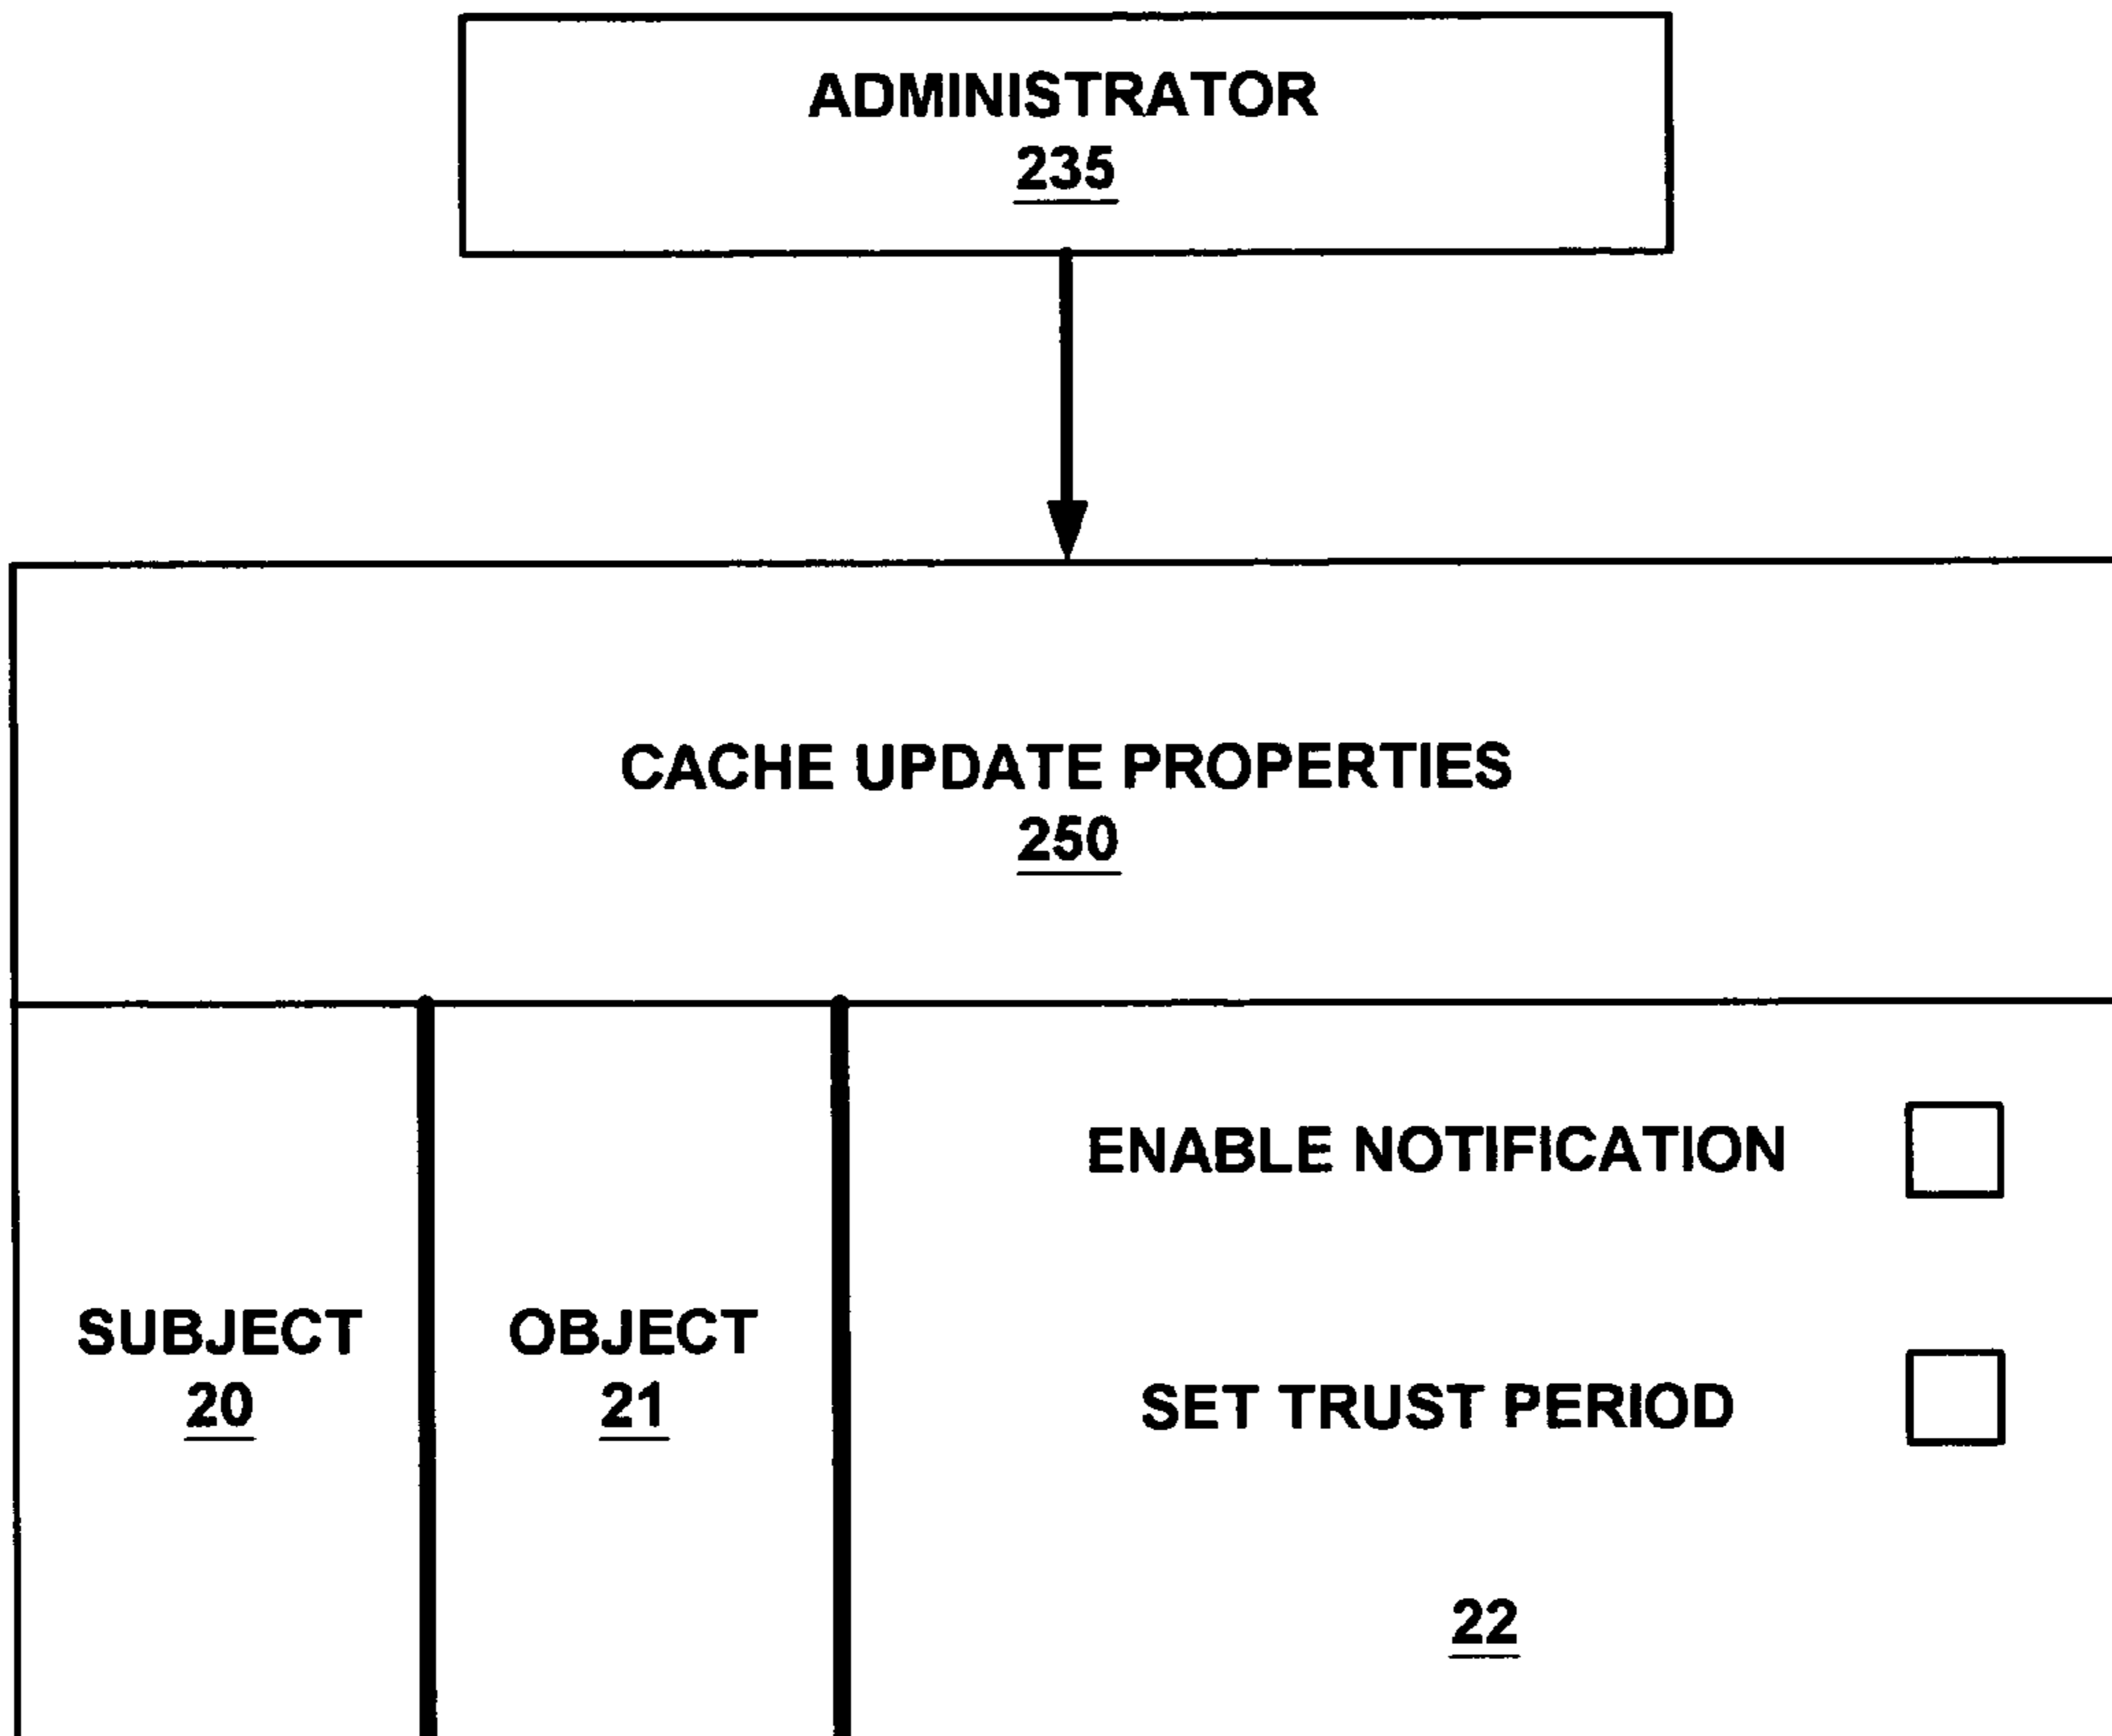 ADMINISTRATOR
235
CACHE UPDATE PROPERTIES
250
SUBJECT
20
OBJECT
21
ENABLE NOTIFICATION
SET TRUST PERIOD
22